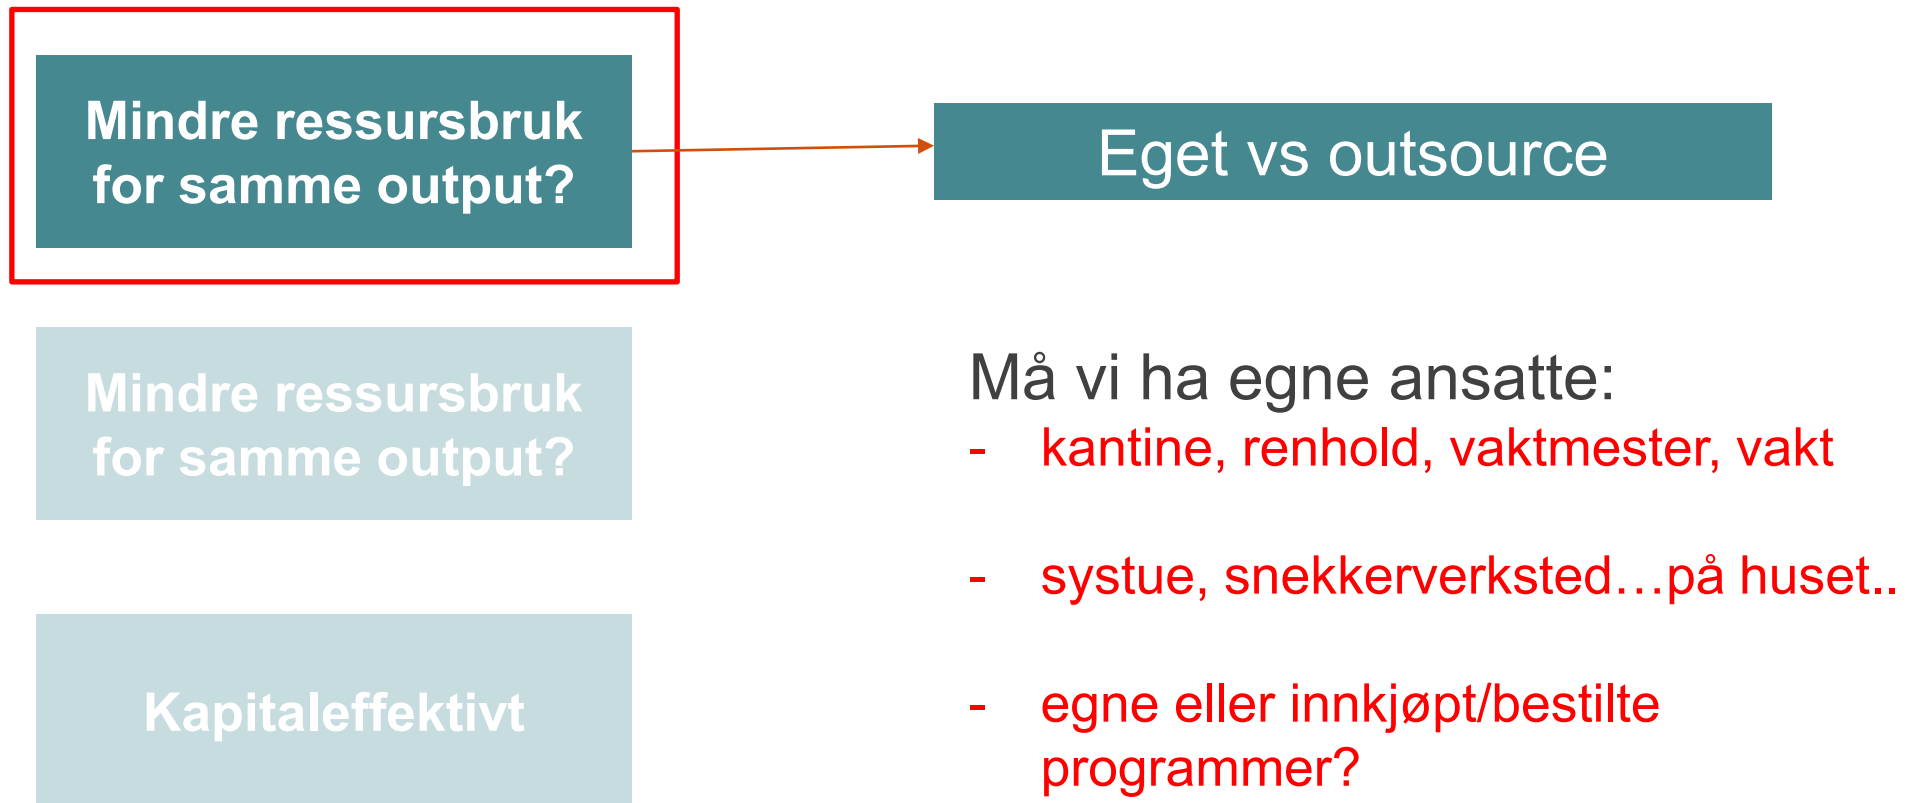 Mindre ressursbruk
for samme output?
Eget vs outsource
Mindre ressursbruk
for samme output?
Kapitaleffektivt
Må vi ha egne ansatte:
- kantine, renhold, vaktmester, vakt
- systue, snekkerverksted…på huset..
- egne eller innkjøpt/bestilte
programmer?